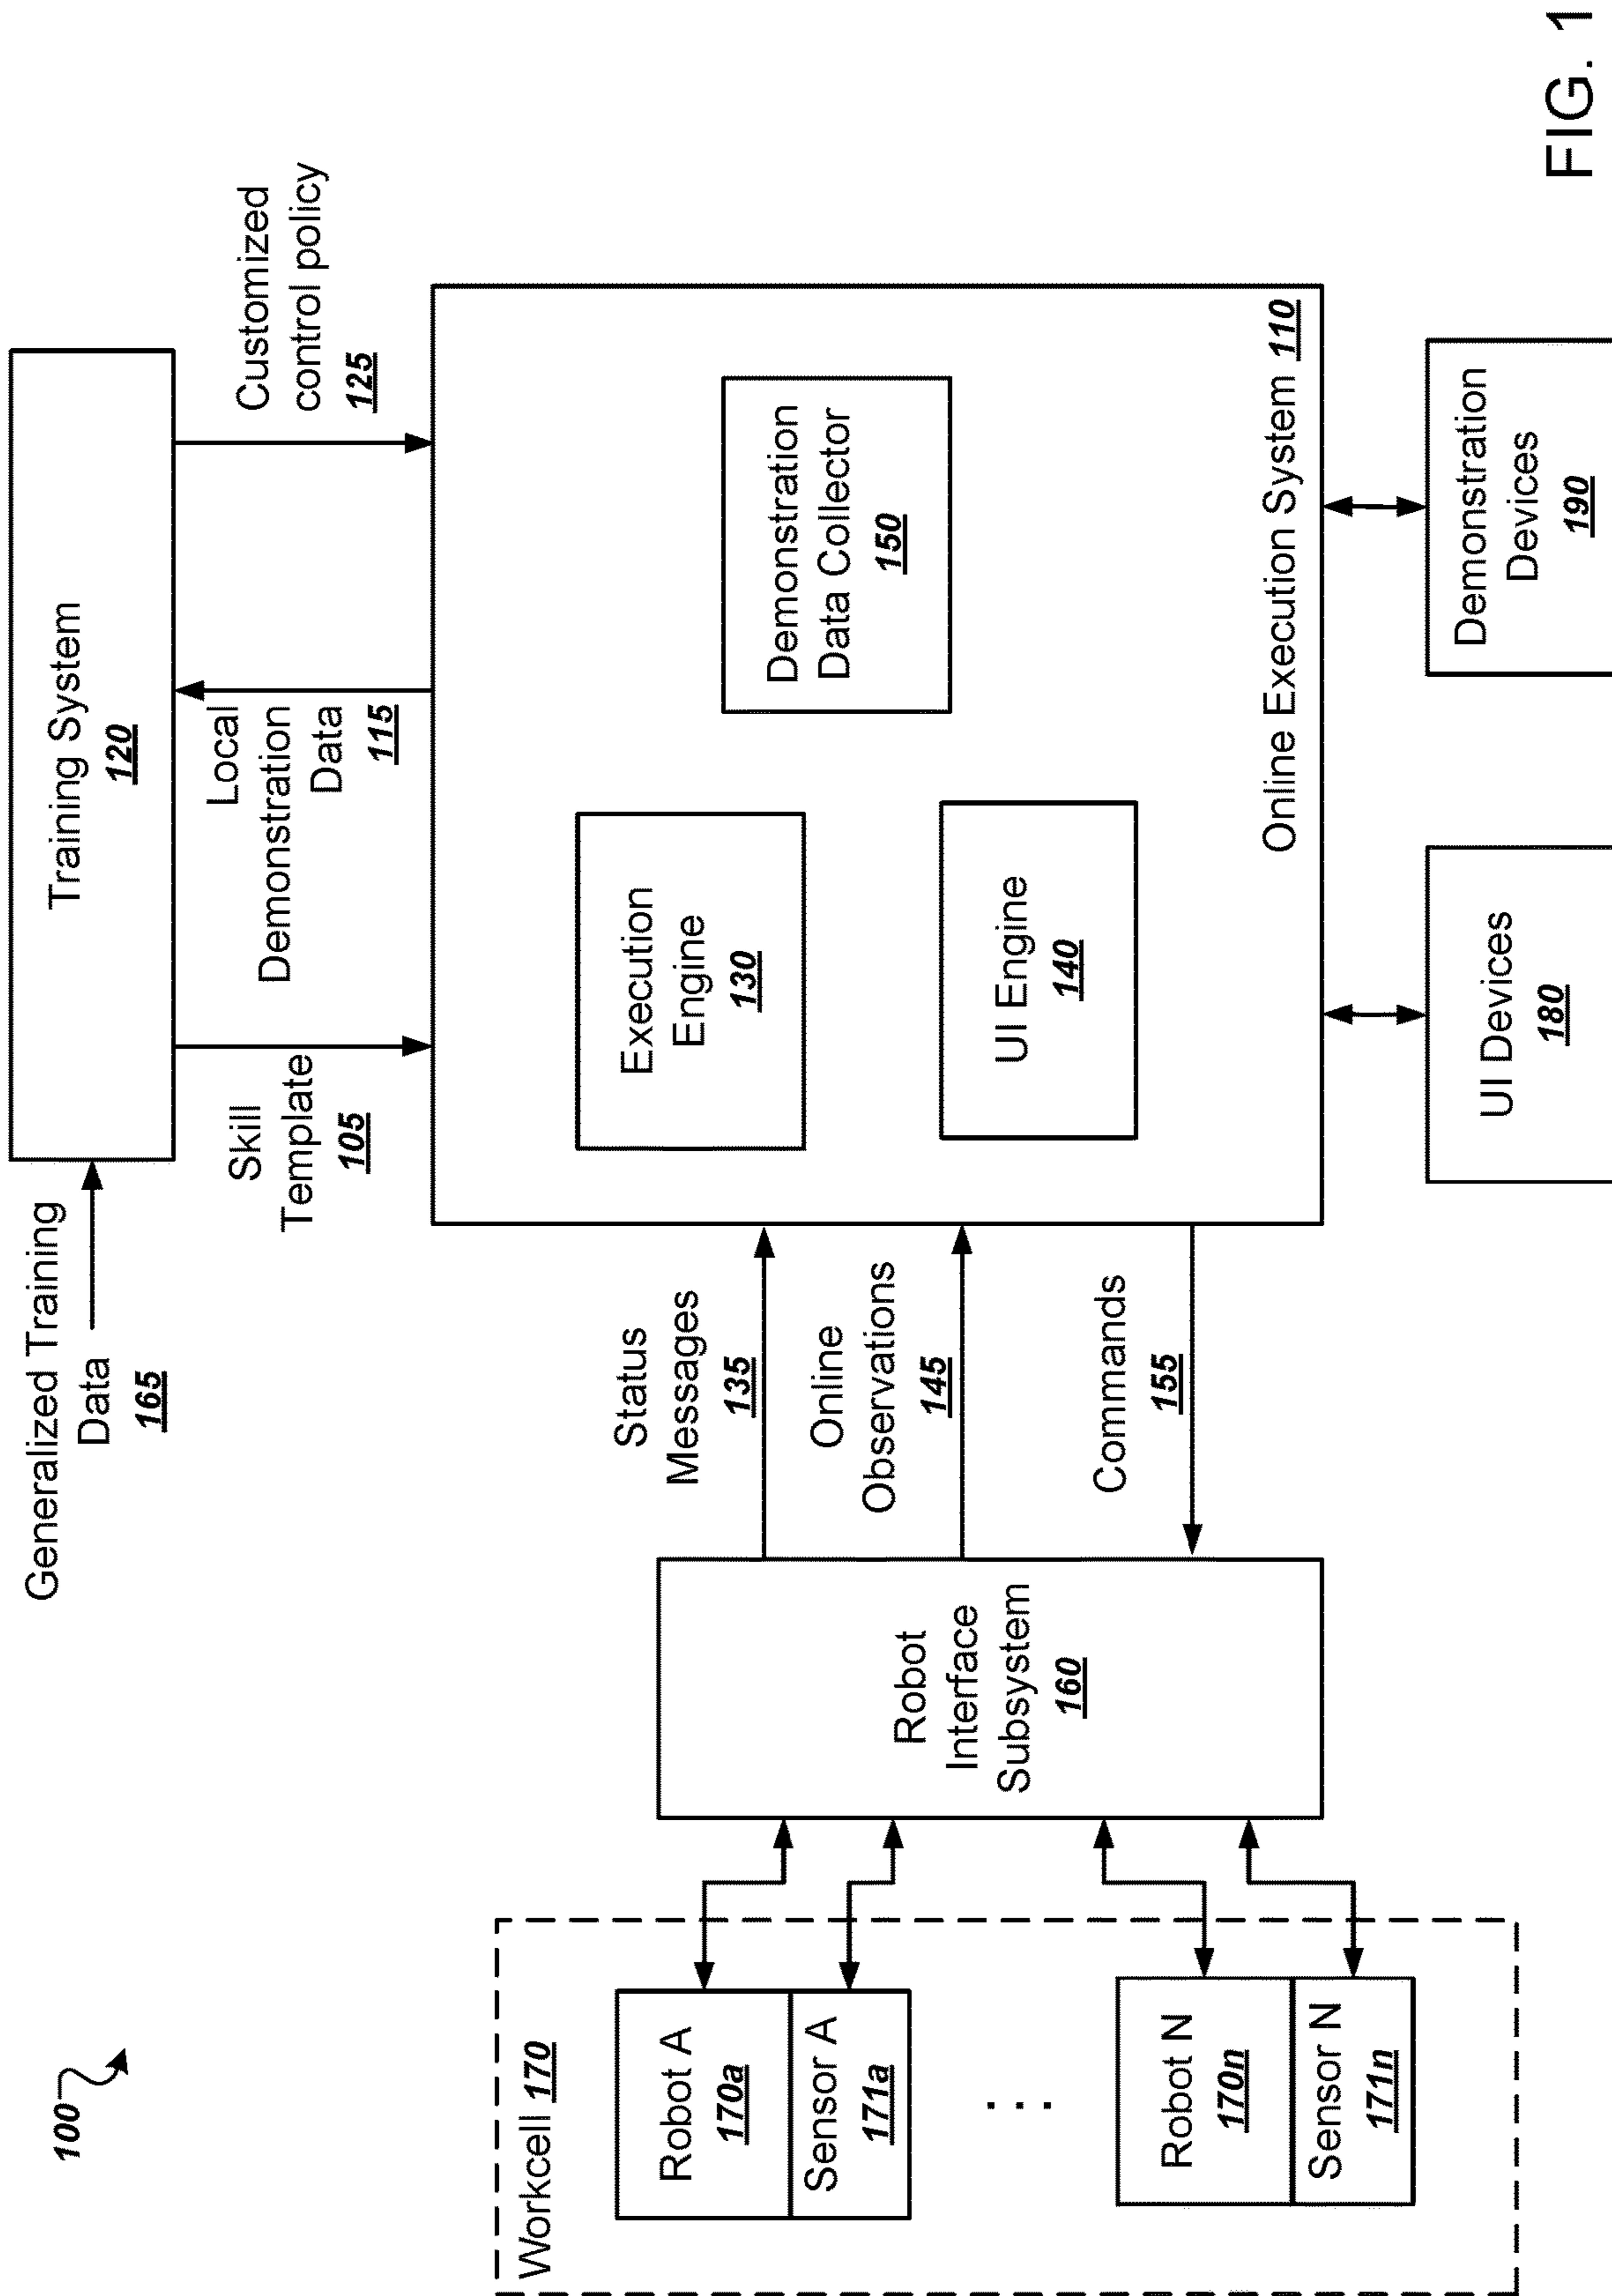 100
Generalized Training
Data
165
Training System
120
Skill
Template
105
Local
Demonstration
Data
115
Customized
control policy
125
Workcell 170
Robot A
170a
Sensor A
171a
. . .
Robot N
170n
Sensor N
171n
Robot
Interface
Subsystem
160
Status
Messages
135
Online
Observations
145
Commands
155
Execution
Engine
130
Demonstration
Data Collector
150
UI Engine
140
Online Execution System 110
UI Devices
180
Demonstration
Devices
190
FIG. 1